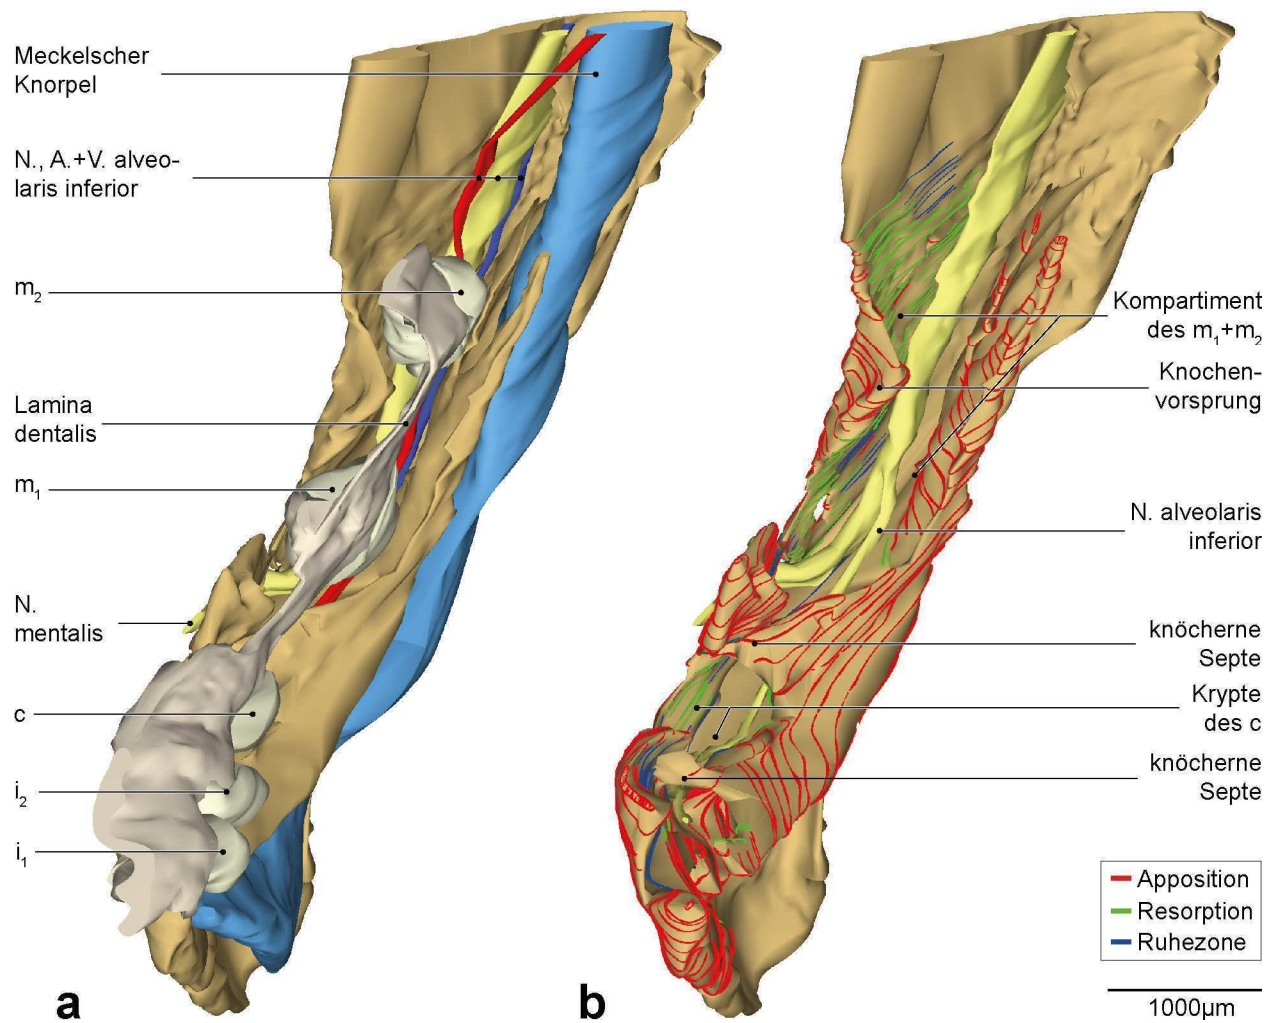 Meckelscher
Knorpel
N., A.+V. alveo-
laris inferior
m₂
Lamina
dentalis
m₁
N.
mentalis
c
i₂
i₁
a
Kompartiment
des m₁+m₂
Knochen-
vorsprung
N. alveolaris
inferior
knöcherne
Septe
Krypte
des c
knöcherne
Septe
Apposition
Resorption
Ruhezone
1000µm
b